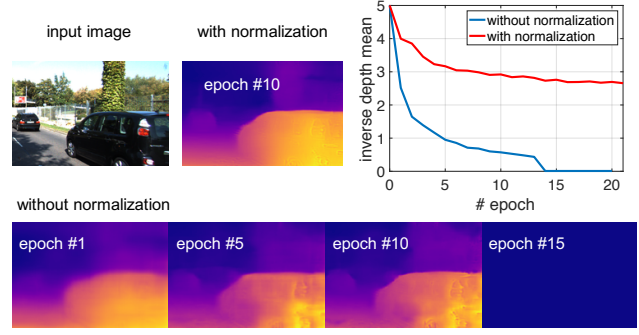 input image
with normalization
epoch #10
inverse depth mean
5
4
3
2
1
0
without normalization
with normalization
0
5
10
15
20
# epoch
without normalization
epoch #1
epoch #5
epoch #10
epoch #15